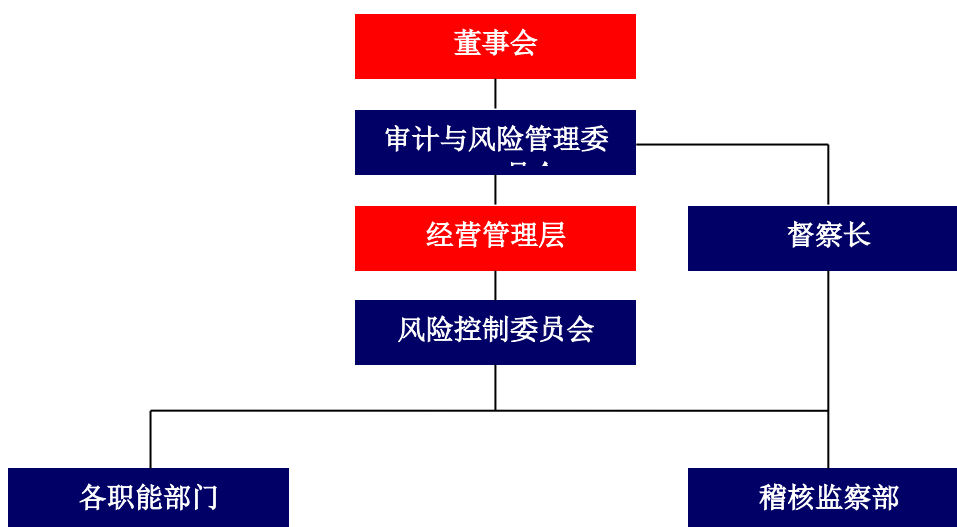 董事会
审计与风险管理委
经营管理层
督察长
风险控制委员会
各职能部门
稽核监察部